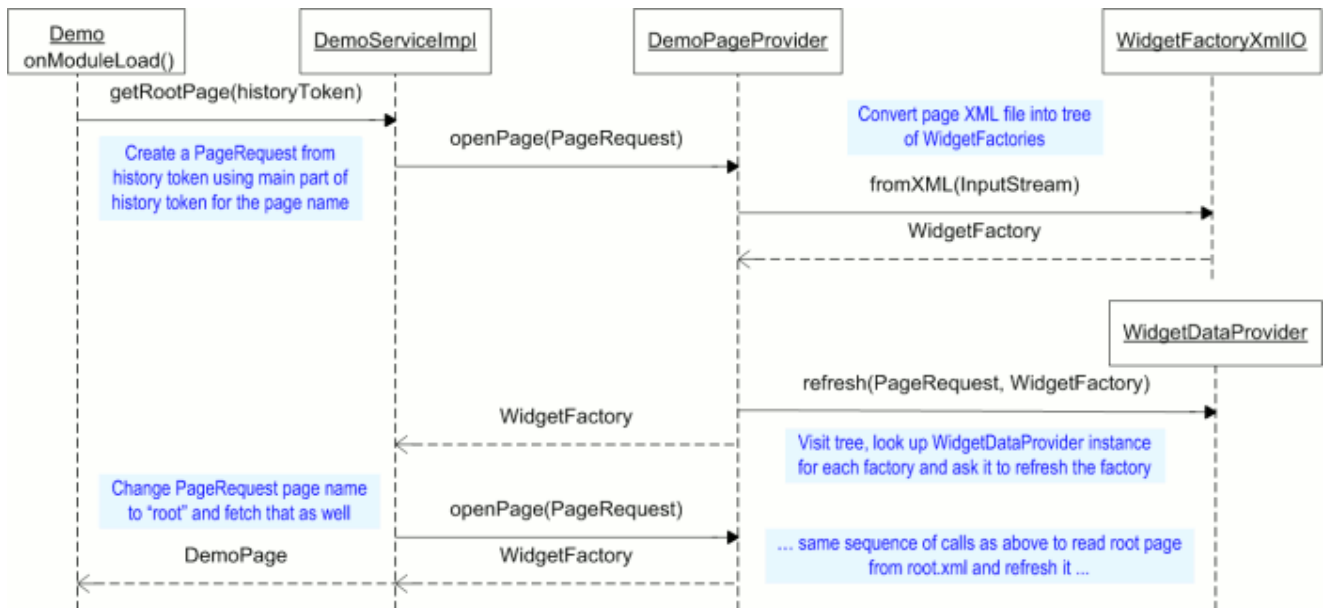 Demo
onModuleLoad()
DemoServiceImpl
DemoPageProvider
WidgetFactoryXmlIO
getRootPage(historyToken)
Create a PageRequest from
history token using main part of
history token for the page name
openPage(PageRequest)
Convert page XML file into tree
of WidgetFactories
fromXML(InputStream)
WidgetFactory
WidgetDataProvider
refresh(PageRequest, WidgetFactory)
WidgetFactory
Visit tree, look up WidgetDataProvider instance
for each factory and ask it to refresh the factory
Change PageRequest page name
to “root” and fetch that as well
openPage(PageRequest)
DemoPage
WidgetFactory
… same sequence of calls as above to read root page
from root.xml and refresh it ...